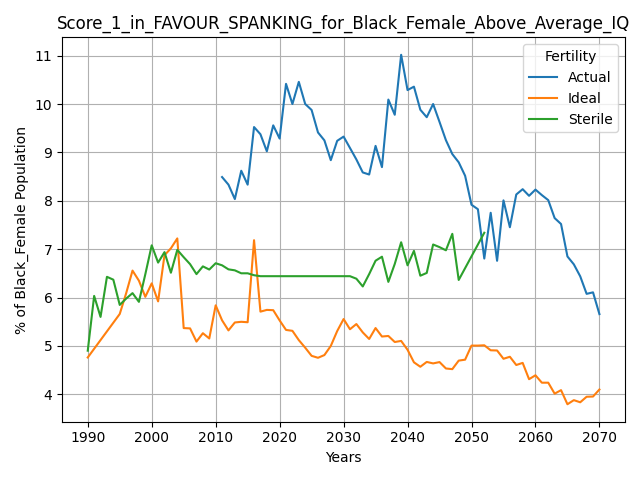 Score_1_in_FAVOUR_SPANKING_for_Black_Female_Above_Average_IQ
Fertility
Actual
Ideal
Sterile
% of Black_Female Population
11
10
9
8
7
6
5
4
1990 2000 2010 2020 2030 2040 2050 2060 2070
Years